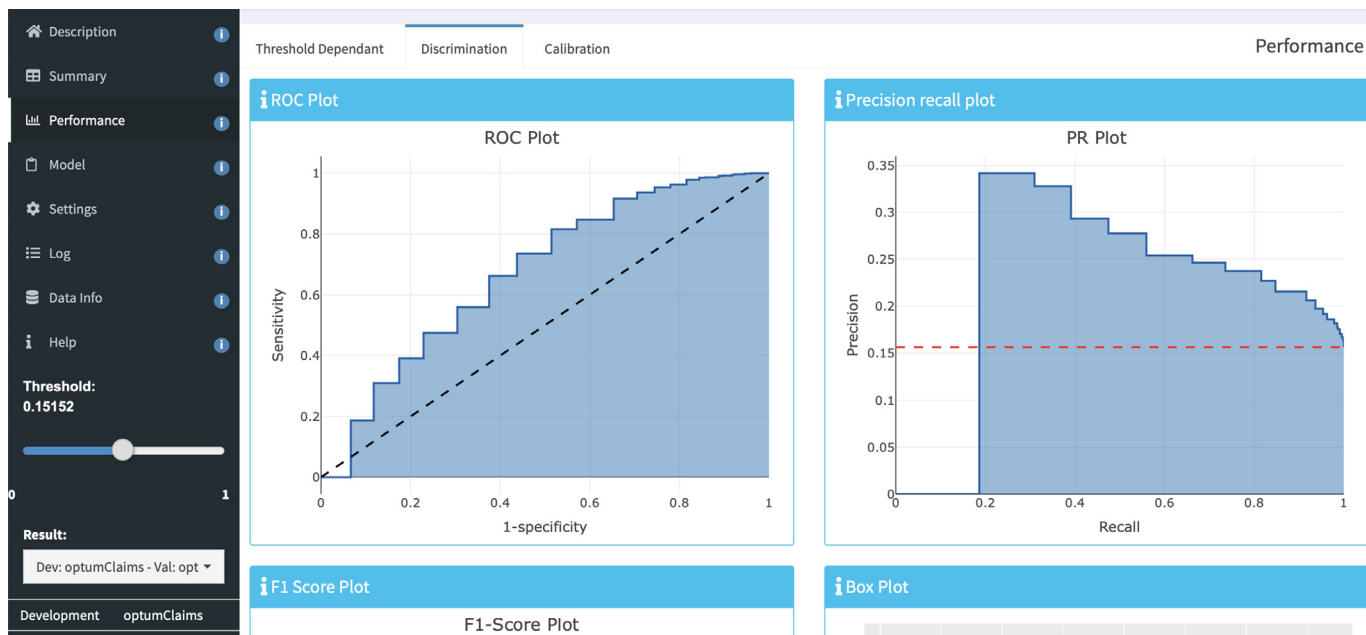 Description
Summary
Performance
Model
Settings
Log
Data Info
Help
Threshold:
0.15152
0 1
Result:
Dev: optumClaims - Val: opt
Development optumClaims
Threshold Dependant Discrimination Calibration Performance
ROC Plot
ROC Plot
1
0.8
0.6
0.4
0.2
0
Sensitivity
0 0.2 0.4 0.6 0.8 1
1-specificity
Precision recall plot
PR Plot
0.35
0.3
0.25
0.2
0.15
0.1
0.05
0
Precision
0 0.2 0.4 0.6 0.8 1
Recall
F1 Score Plot
F1-Score Plot
Box Plot